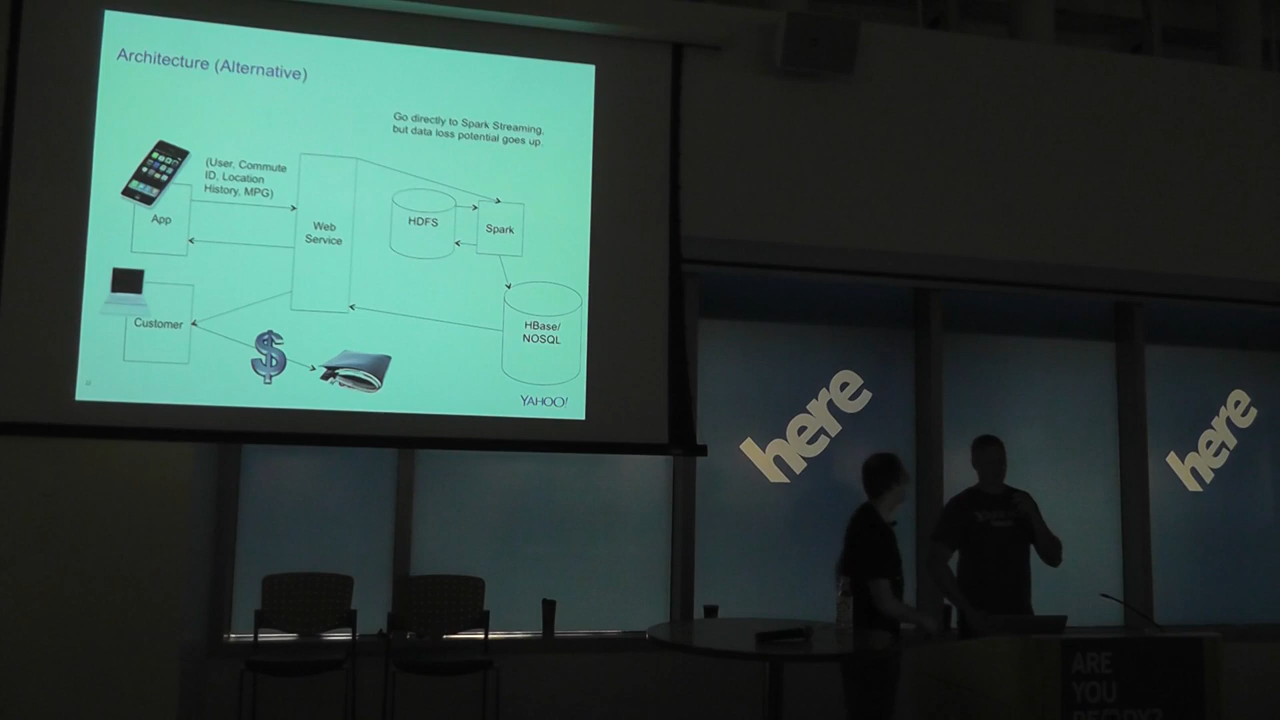 Architecture (Alternative)
Go directly to Spark Streaming,
but data loss potential goes up.
(User, Commute
ID, Location
History, MPG)
App
Web
Service
HDFS
Spark
Customer
HBase/
NOSQL
$
YAHOO!
here
here
ARE
YOU